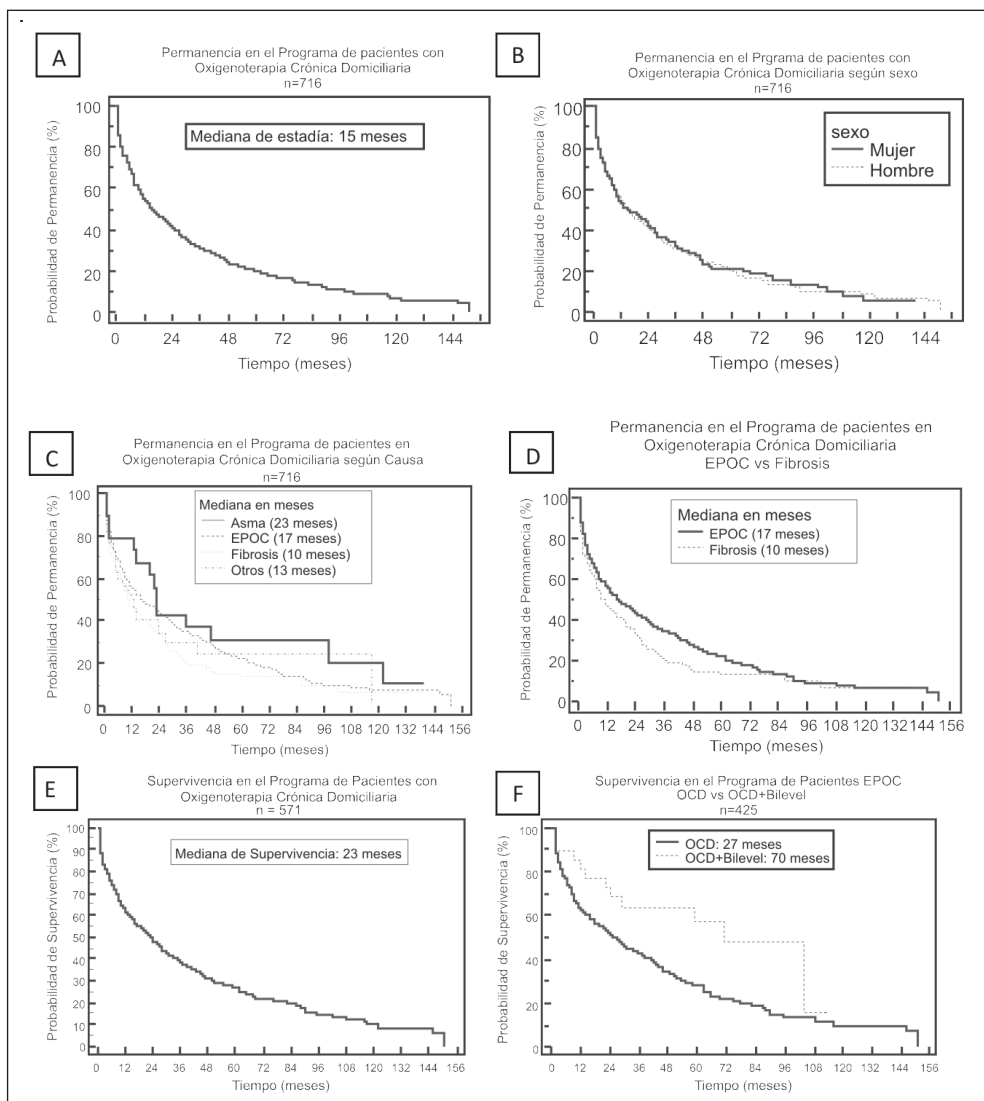 A
Permanencia en el Programa de pacientes con
Oxigenoterapia Crónica Domiciliaria
n=716
Mediana de estadía: 15 meses
Probabilidad de Permanencia (%)
100
80
60
40
20
0
0 24 48 72 96 120 144
Tiempo (meses)
B
Permanencia en el Prgrama de pacientes con
Oxigenoterapia Crónica Domiciliaria según sexo
n=716
sexo
Mujer
Hombre
Probabilidad de Permanencia (%)
100
80
60
40
20
0
0 24 48 72 96 120 144
Tiempo (meses)
C
Permanencia en el Programa de pacientes en
Oxigenoterapia Crónica Domiciliaria según Causa
n=716
Mediana en meses
Asma (23 meses)
EPOC (17 meses)
Fibrosis (10 meses)
Otros (13 meses)
Probabilidad de Permanencia (%)
100
80
60
40
20
0
0 12 24 36 48 60 72 84 96 108 120 132 144 156
Tiempo (meses)
D
Permanencia en el Programa de pacientes en
Oxigenoterapia Crónica Domiciliaria
EPOC vs Fibrosis
Mediana en meses
EPOC (17 meses)
Fibrosis (10 meses)
Probabilidad de Permanencia (%)
100
80
60
40
20
0
0 12 24 36 48 60 72 84 96 108 120 132 144 156
Tiempo (meses)
E
Supervivencia en el Programa de Pacientes con
Oxigenoterapia Crónica Domiciliaria
n = 571
Mediana de Supervivencia: 23 meses
Probabilidad de Supervivencia (%)
100
90
80
70
60
50
40
30
20
10
0
0 12 24 36 48 60 72 84 96 108 120 132 144 156
Tiempo (meses)
F
Supervivencia en el Programa de Pacientes EPOC
OCD vs OCD+Bilevel
n=425
OCD: 27 meses
OCD+Bilevel: 70 meses
Probabilidad de Supervivencia (%)
100
80
60
40
20
0
0 12 24 36 48 60 72 84 96 108 120 132 144 156
Tiempo (meses)